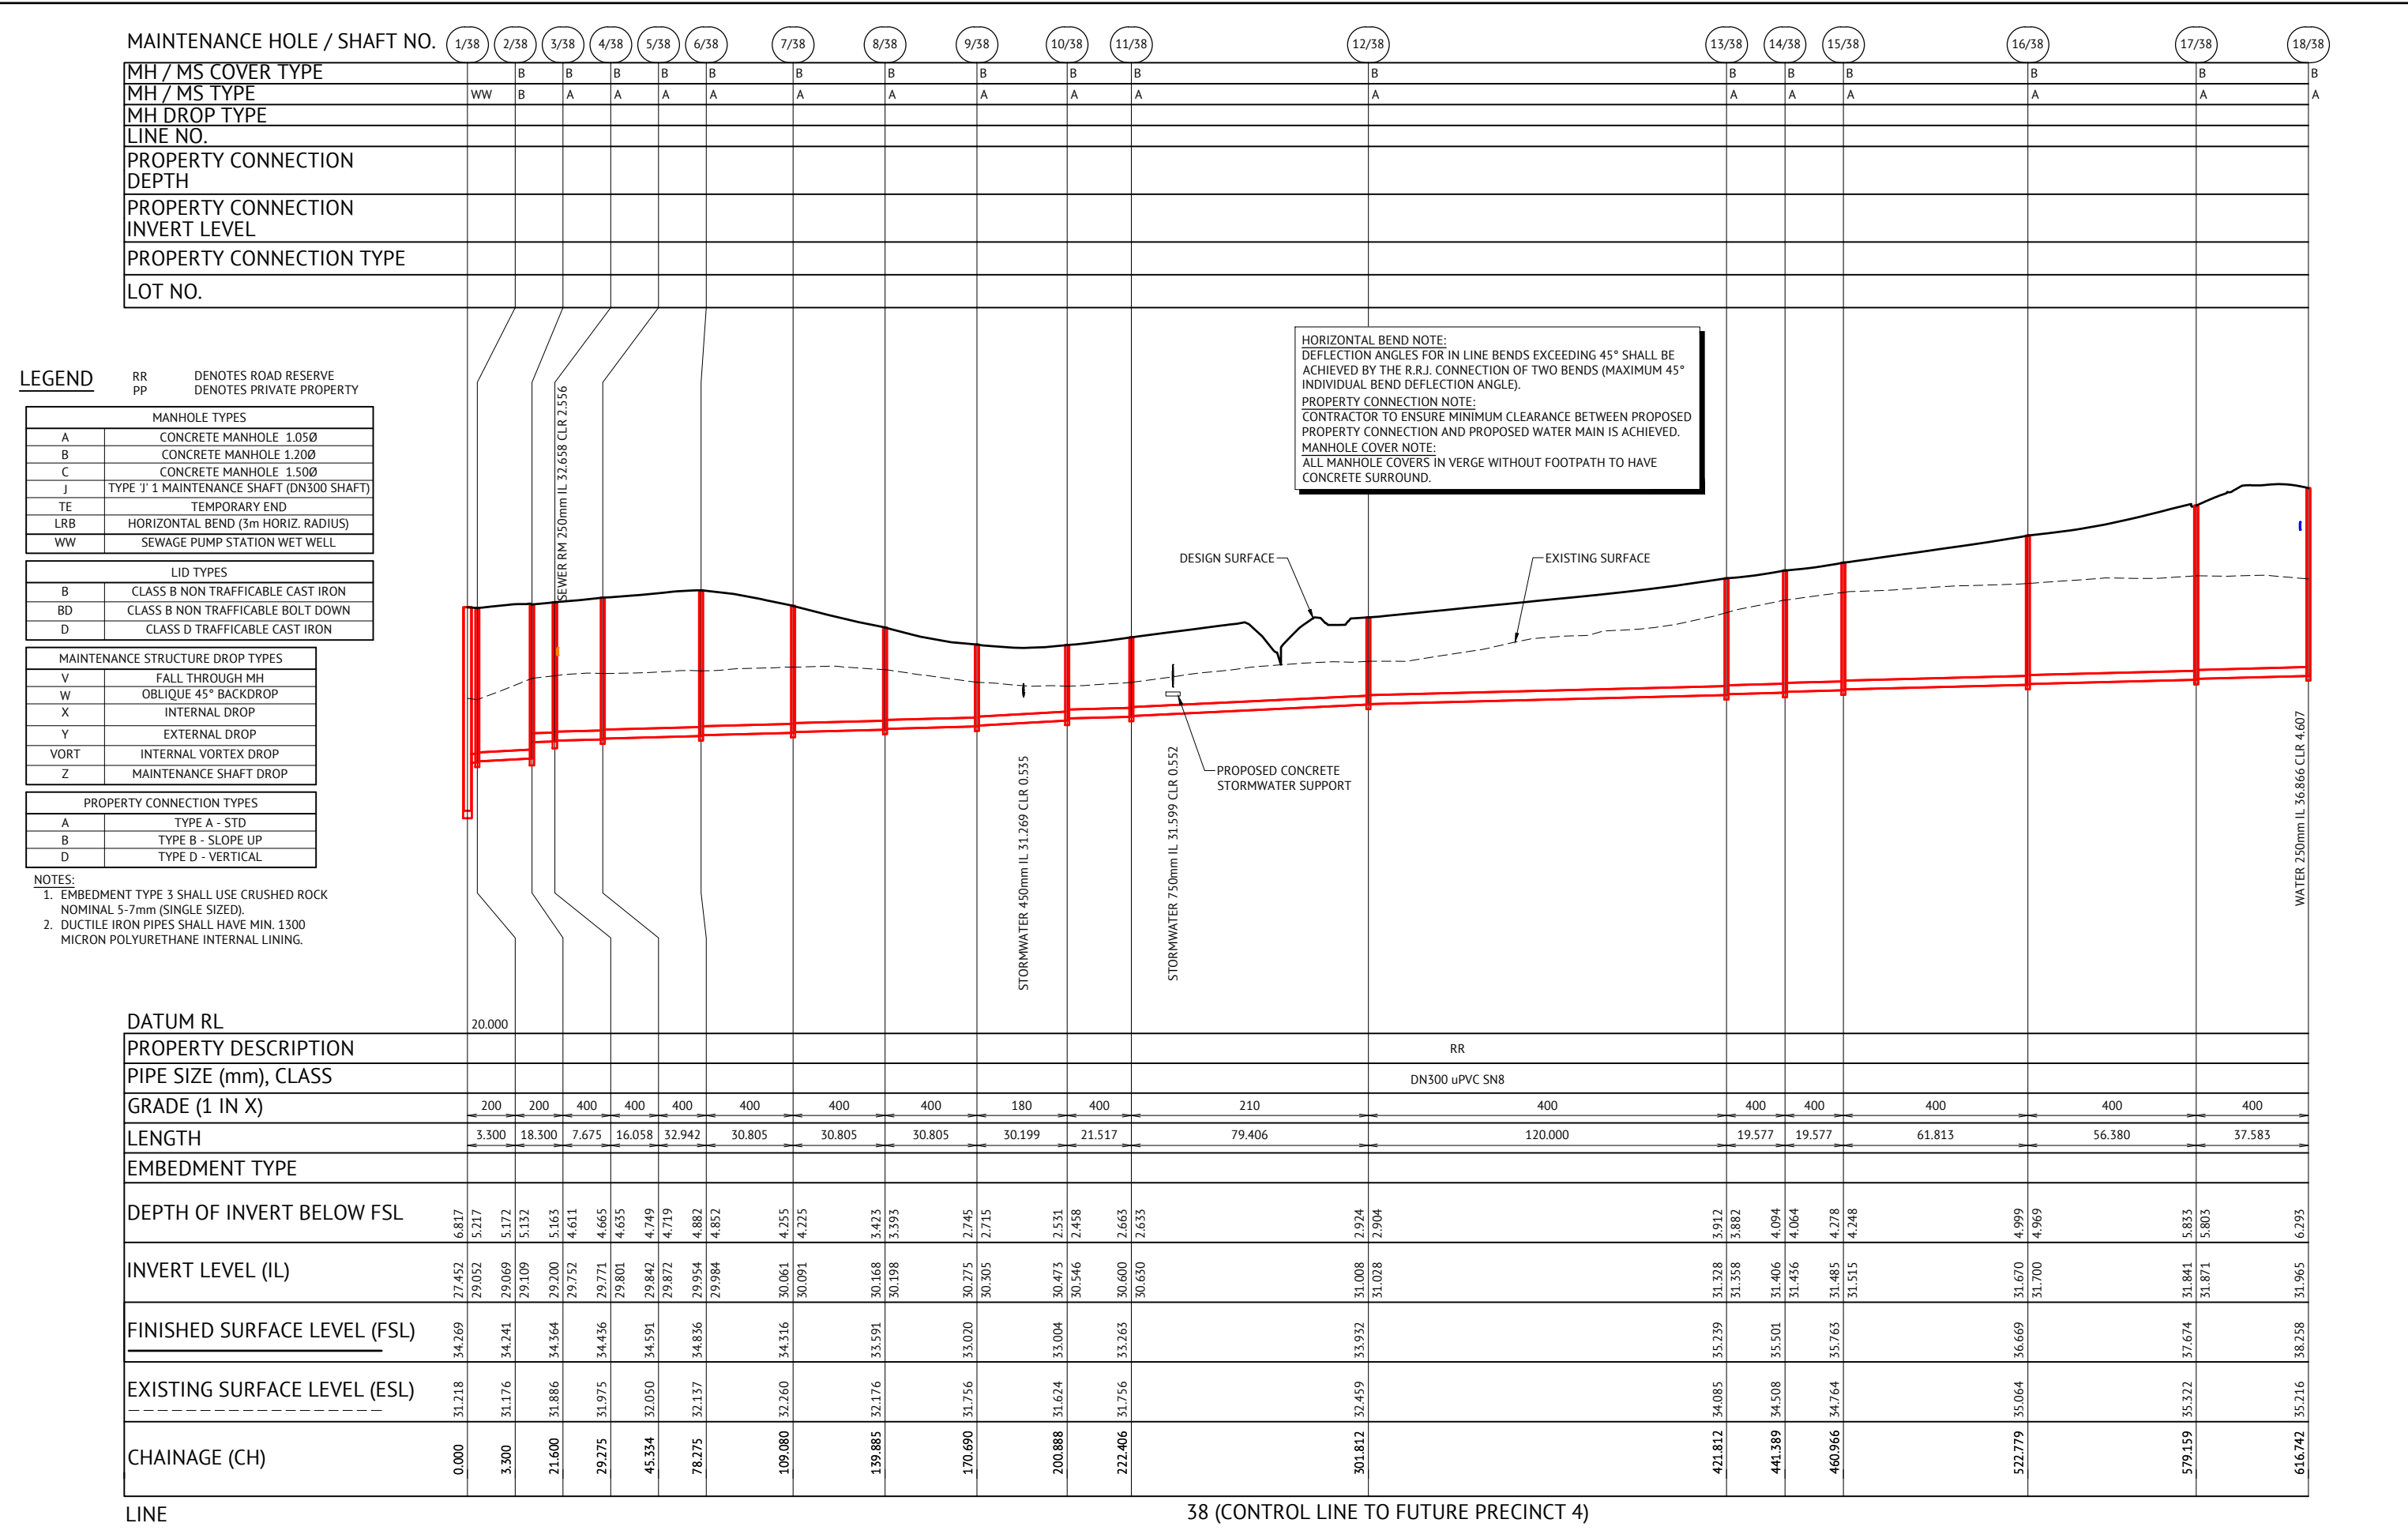 MAINTENANCE HOLE / SHAFT NO. 1/38 2/38 3/38 4/38 5/38 6/38 7/38 8/38 9/38 10/38 11/38 12/38 13/38 14/38 15/38 16/38 17/38 18/38
MH / MS COVER TYPE B B B B B B B B B B B B B B B B B
MH / MS TYPE WW B A A A A A A A A A A A A A A A A
MH DROP TYPE
LINE NO.
PROPERTY CONNECTION
DEPTH
PROPERTY CONNECTION
INVERT LEVEL
PROPERTY CONNECTION TYPE
LOT NO.
HORIZONTAL BEND NOTE:
DEFLECTION ANGLES FOR IN LINE BENDS EXCEEDING 45° SHALL BE
ACHIEVED BY THE R.R.J. CONNECTION OF TWO BENDS (MAXIMUM 45°
INDIVIDUAL BEND DEFLECTION ANGLE).
PROPERTY CONNECTION NOTE:
CONTRACTOR TO ENSURE MINIMUM CLEARANCE BETWEEN PROPOSED
PROPERTY CONNECTION AND PROPOSED WATER MAIN IS ACHIEVED.
MANHOLE COVER NOTE:
ALL MANHOLE COVERS IN VERGE WITHOUT FOOTPATH TO HAVE
CONCRETE SURROUND.
LEGEND
RR DENOTES ROAD RESERVE
PP DENOTES PRIVATE PROPERTY
MANHOLE TYPES
A CONCRETE MANHOLE 1.05Ø
B CONCRETE MANHOLE 1.20Ø
C CONCRETE MANHOLE 1.50Ø
J TYPE 'J' 1 MAINTENANCE SHAFT (DN300 SHAFT)
TE TEMPORARY END
LRB HORIZONTAL BEND (3m HORIZ. RADIUS)
WW SEWAGE PUMP STATION WET WELL
LID TYPES
B CLASS B NON TRAFFICABLE CAST IRON
BD CLASS B NON TRAFFICABLE BOLT DOWN
D CLASS D TRAFFICABLE CAST IRON
MAINTENANCE STRUCTURE DROP TYPES
V FALL THROUGH MH
W OBLIQUE 45° BACKDROP
X INTERNAL DROP
Y EXTERNAL DROP
VORT INTERNAL VORTEX DROP
Z MAINTENANCE SHAFT DROP
PROPERTY CONNECTION TYPES
A TYPE A - STD
B TYPE B - SLOPE UP
D TYPE D - VERTICAL
NOTES:
1. EMBEDMENT TYPE 3 SHALL USE CRUSHED ROCK
NOMINAL 5-7mm (SINGLE SIZED).
2. DUCTILE IRON PIPES SHALL HAVE MIN. 1300
MICRON POLYURETHANE INTERNAL LINING.
SEWER RM 250mm IL 32.658 CLR 2.556
DESIGN SURFACE
EXISTING SURFACE
STORMWATER 450mm IL 31.269 CLR 0.535
STORMWATER 750mm IL 31.599 CLR 0.552
PROPOSED CONCRETE
STORMWATER SUPPORT
WATER 250mm IL 36.866 CLR 4.607
DATUM RL 20.000
PROPERTY DESCRIPTION RR
PIPE SIZE (mm), CLASS DN300 uPVC SN8
GRADE (1 IN X) 200 200 400 400 400 400 400 400 180 400 210 400 400 400 400 400 400
LENGTH 3.300 18.300 7.675 16.058 32.942 30.805 30.805 30.805 30.199 21.517 79.406 120.000 19.577 19.577 61.813 56.380 37.583
EMBEDMENT TYPE
DEPTH OF INVERT BELOW FSL 6.817 5.217 5.172 5.132 5.163 4.611 4.665 4.635 4.749 4.719 4.882 4.852 4.255 4.225 3.423 3.393 2.745 2.715 2.531 2.458 2.663 2.633 2.924 2.904 3.912 3.882 4.094 4.064 4.278 4.248 4.999 4.969 5.833 5.803 6.293
INVERT LEVEL (IL) 27.452 29.052 29.069 29.109 29.200 29.752 29.771 29.801 29.842 29.872 29.954 29.984 30.061 30.091 30.168 30.198 30.275 30.305 30.473 30.546 30.600 30.630 31.008 31.028 31.328 31.358 31.406 31.436 31.485 31.515 31.670 31.700 31.841 31.871 31.965
FINISHED SURFACE LEVEL (FSL) 34.269 34.241 34.364 34.436 34.591 34.836 34.316 33.591 33.020 33.004 33.263 33.932 35.239 35.501 35.763 36.669 37.674 38.258
EXISTING SURFACE LEVEL (ESL) 31.218 31.176 31.886 31.975 32.050 32.137 32.260 32.176 31.756 31.624 31.756 32.459 34.085 34.508 34.764 35.064 35.322 35.216
CHAINAGE (CH) 0.000 3.300 21.600 29.275 45.334 78.275 109.080 139.885 170.690 200.888 222.406 301.812 421.812 441.389 460.966 522.779 579.159 616.742
LINE 38 (CONTROL LINE TO FUTURE PRECINCT 4)